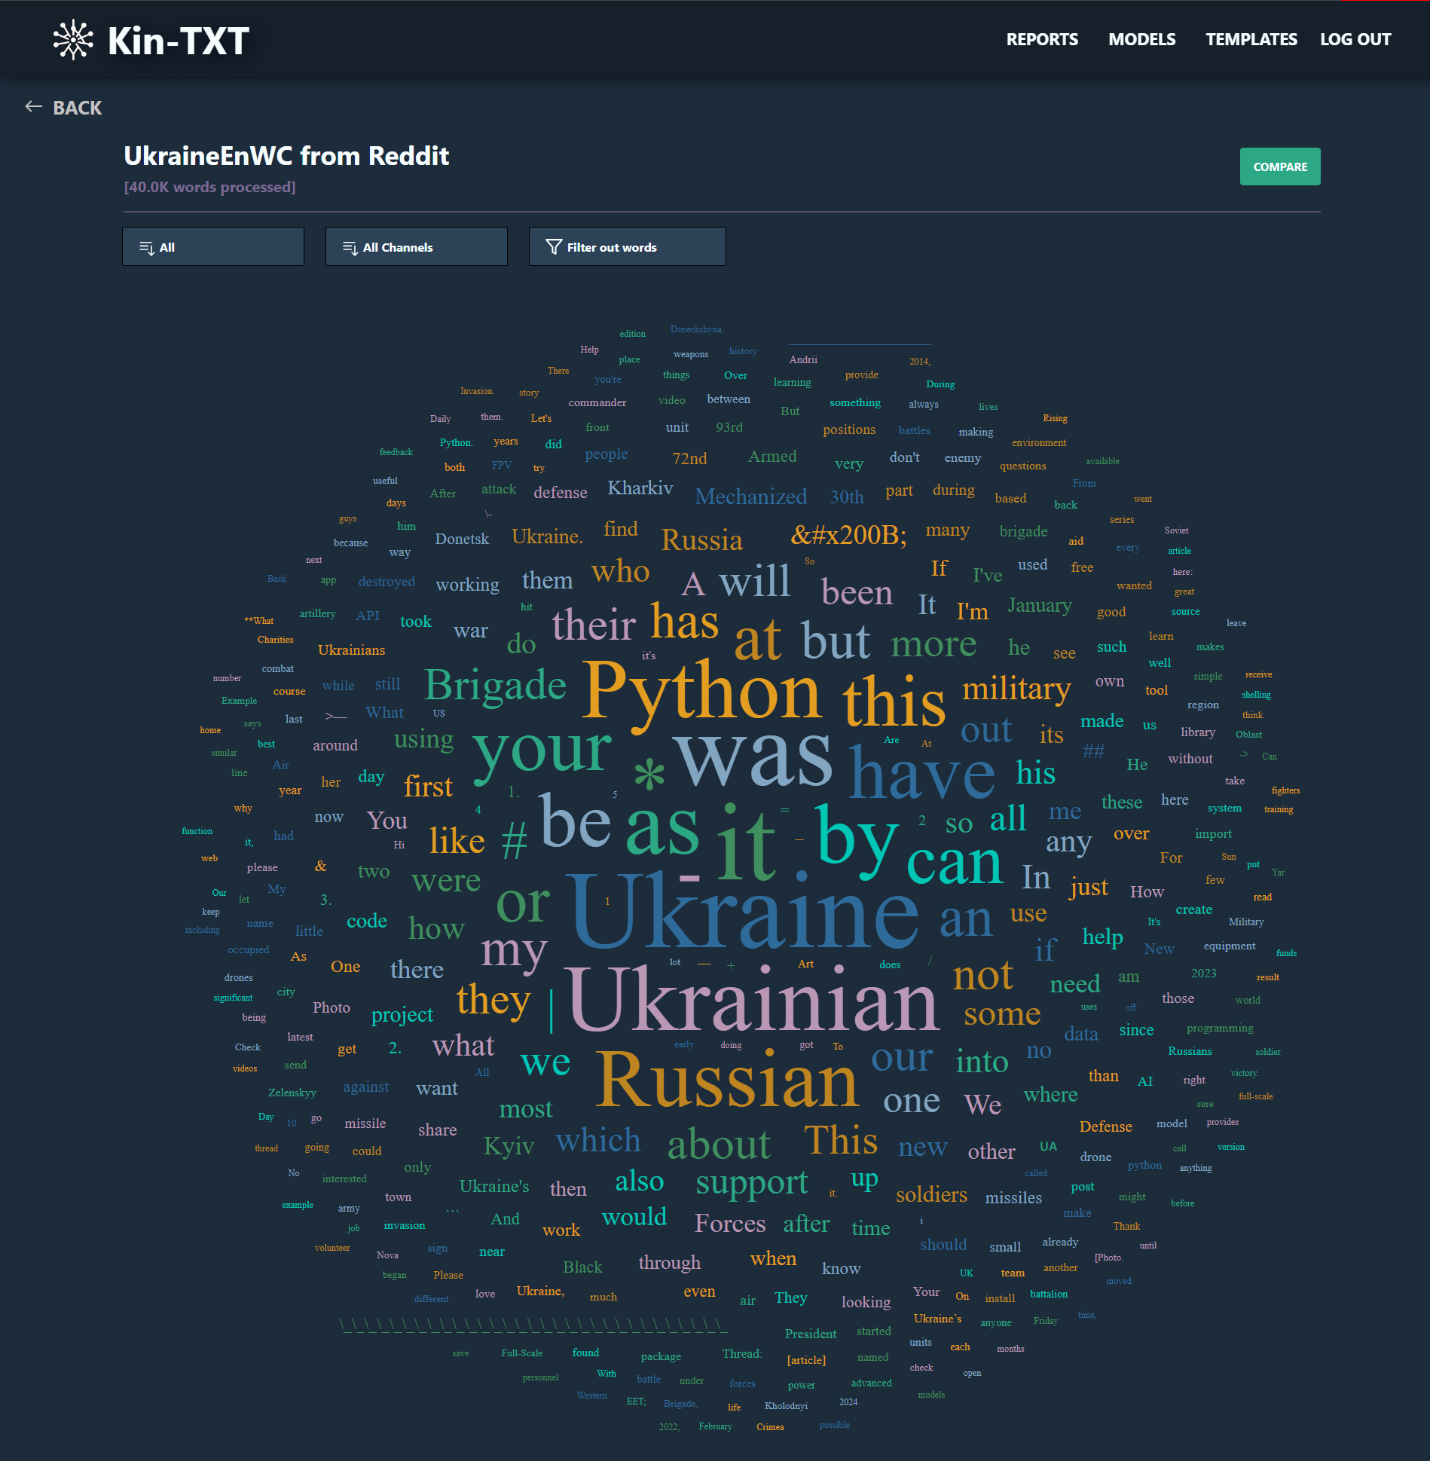 Kin-TXT
REPORTS MODELS TEMPLATES LOG OUT
← BACK
UkraineEnWC from Reddit
[40.0K words processed]
COMPARE
All
All Channels
Filter out words
edition Donechchyna.
Help place weapons history Andrii 2014,
There you're things Over learning provide During
Invasion. story commander video between But something always lives
Daily them. Let's front unit 93rd positions battles making Rising
feedback Python. years did people 72nd Armed very don't enemy questions environment available
useful both FPV try
days After attack defense Kharkiv Mechanized 30th part during based back From went
guys him \- Donetsk Ukraine. find Russia &#x200B; many brigade aid series every Soviet article
because way
next So If I've used free here:
Back app destroyed working them who A will been It I'm January good wanted great source
**What artillery API took hit war do their has at but more he see such learn makes leave
Charities Ukrainians it's well
combat
number course while still Brigade Python this military own tool simple receive
Example region shelling
says last >— What US out its made us library Oblast think
home best around using your was Are At ## He without -> Can
similar
line Air her day first * have his take
year 1. 5 these here system fighters
why now You 4 # be as it = by 2 so all me training
function it, had Hi like – can any over import
web please & two were - In just For Sun put Yar
Our let My 3. or 1 Ukraine How few read
keep code how an use create It's Military
including name little my if help New equipment funds
occupied As One there lot — + Art does / not need am 2023 result
drones
significant city Photo project they | Ukrainian some uses off those world
being data since programming
latest get 2. what early doing got To our into no Russians soldier
Check
videos send All we Russian than AI right victory.
Zelenskyy against want one We where sure full-scale
Day 10 go missile share most Defense model provides
thread going could Kyiv which about This new other UA drone call version
No interested only python anything
example town Ukraine's then also support it. up soldiers missiles called post might before
army ``` And would Forces after time i make
job invasion work Thank
volunteer Nova sign near Black through when know should small already [Photo. until
began Please UK team another moved
different love Ukraine, much even air They looking Your On install battalion
\_\_\_\_\_\_\_\_\_\_\_\_\_\_\_\_\_\_\_\_\_\_\_\_\_\_\_\_\_\_\_ Ukraine’s anyone Friday time,
President started units each months
save Full-Scale found package Thread: [article] named check open
personnel With battle under forces power advanced
Western EET; Brigade, life Kholodnyi 2024 models
2022, February Crimea possible